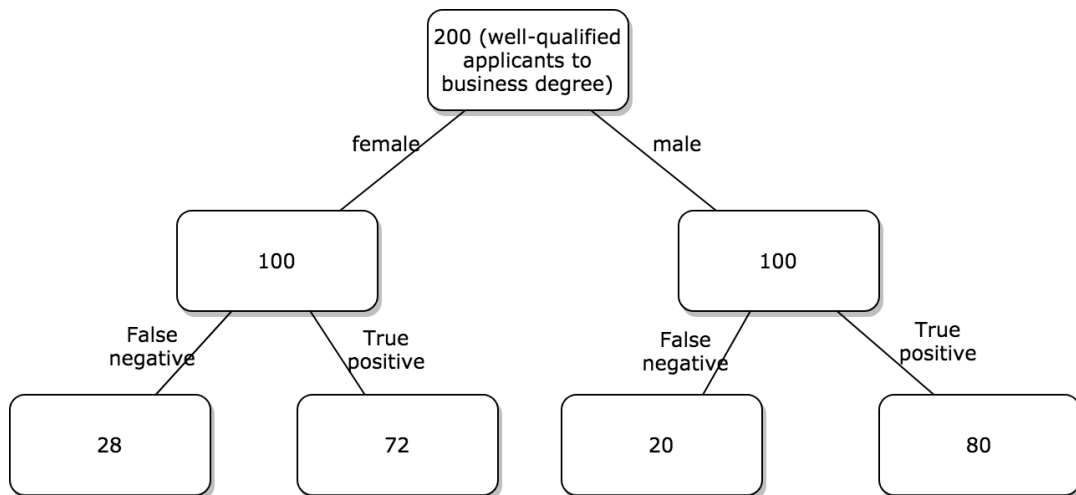 200 (well-qualified
applicants to
business degree)
female
male
100
100
False
negative
True
positive
False
negative
True
positive
28
72
20
80